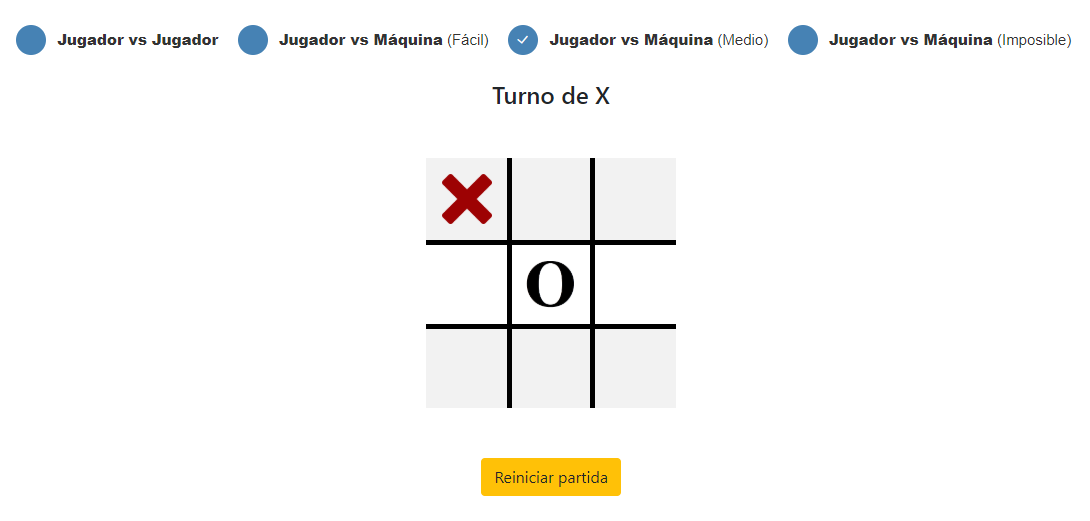 Jugador vs Jugador Jugador vs Máquina (Fácil) Jugador vs Máquina (Medio) Jugador vs Máquina (Imposible)
Turno de X
X
O
Reiniciar partida